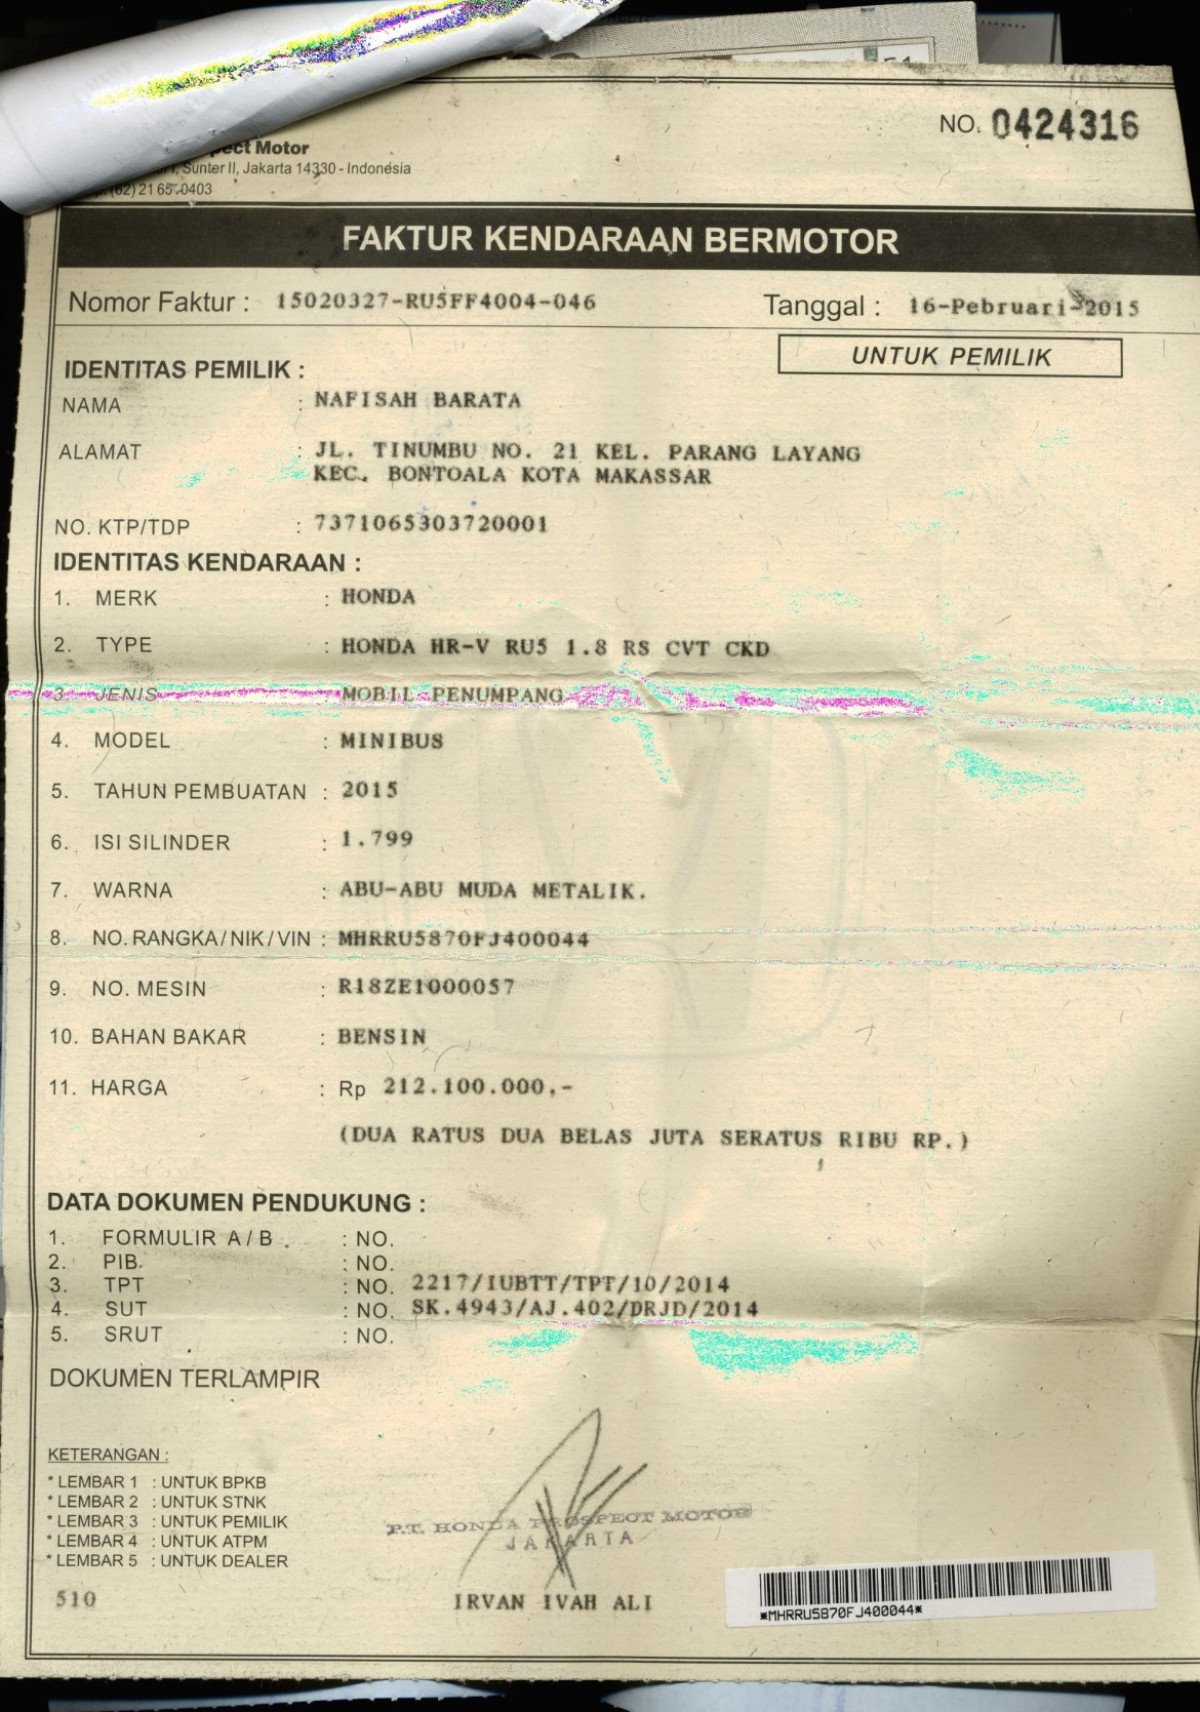 NO. 0424316
Motor
Sunter II, Jakarta 14330 - Indonesia
FAKTUR KENDARAAN BERMOTOR
Nomor Faktur : 15020327-RU5FF4004-046 Tanggal : 16-Pebruari-2015
UNTUK PEMILIK
IDENTITAS PEMILIK :
NAMA : NAFISAH BARATA
ALAMAT : JL. TINUMBU NO. 21 KEL. PARANG LAYANG
KEC. BONTOALA KOTA MAKASSAR
NO. KTP/TDP : 7371065303720001
IDENTITAS KENDARAAN :
1. MERK : HONDA
2. TYPE : HONDA HR-V RU5 1.8 RS CVT CKD
3. JENIS MOBIL PENUMPANG
4. MODEL : MINIBUS
5. TAHUN PEMBUATAN : 2015
6. ISI SILINDER : 1.799
7. WARNA : ABU-ABU MUDA METALIK.
8. NO. RANGKA/NIK/VIN : MHRRU5870FJ400044
9. NO. MESIN : R18ZE1000057
10. BAHAN BAKAR : BENSIN
11. HARGA : Rp 212.100.000,-
(DUA RATUS DUA BELAS JUTA SERATUS RIBU RP.)
DATA DOKUMEN PENDUKUNG :
1. FORMULIR A / B : NO.
2. PIB : NO.
3. TPT : NO. 2217/IUBTT/TPT/10/2014
4. SUT : NO. SK.4943/AJ.402/DRJD/2014
5. SRUT : NO.
DOKUMEN TERLAMPIR
KETERANGAN :
* LEMBAR 1 : UNTUK BPKB
* LEMBAR 2 : UNTUK STNK
* LEMBAR 3 : UNTUK PEMILIK
* LEMBAR 4 : UNTUK ATPM
* LEMBAR 5 : UNTUK DEALER
P.T. HONDA PROSPECT MOTOR
JAKARTA
510
IRVAN IVAH ALI
*MHRRU5870FJ400044*